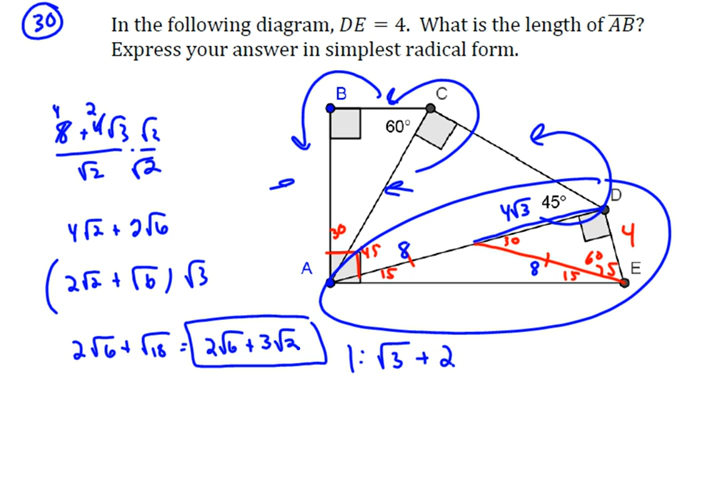 30 In the following diagram, DE = 4. What is the length of AB?
Express your answer in simplest radical form.
B C
60°
45° D
A E
4 2
8 + 4√3 √2
√2 · √2
4√2 + 2√6
(2√2 + √6) √3
2√6 + √18 = 2√6 + 3√2
1 : √3 + 2
30
45
15
8
4√3
30
8
15
60
75
4